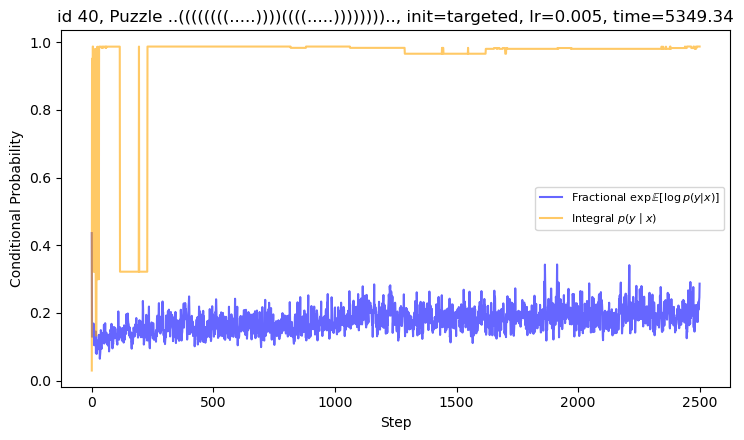 id 40, Puzzle ..((((((((.....))))((((.....)))))))).., init=targeted, lr=0.005, time=5349.34
1.0
0.8
0.6
0.4
0.2
0.0
Conditional Probability
Fractional exp𝔼[log p(y|x)]
Integral p(y | x)
0 500 1000 1500 2000 2500
Step